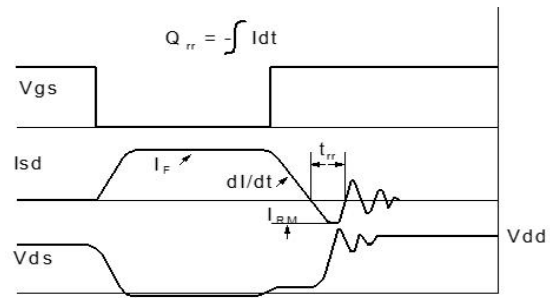 Q rr = -∫ Idt
Vgs
Isd
I F
dI/dt
t rr
I RM
Vds
Vdd